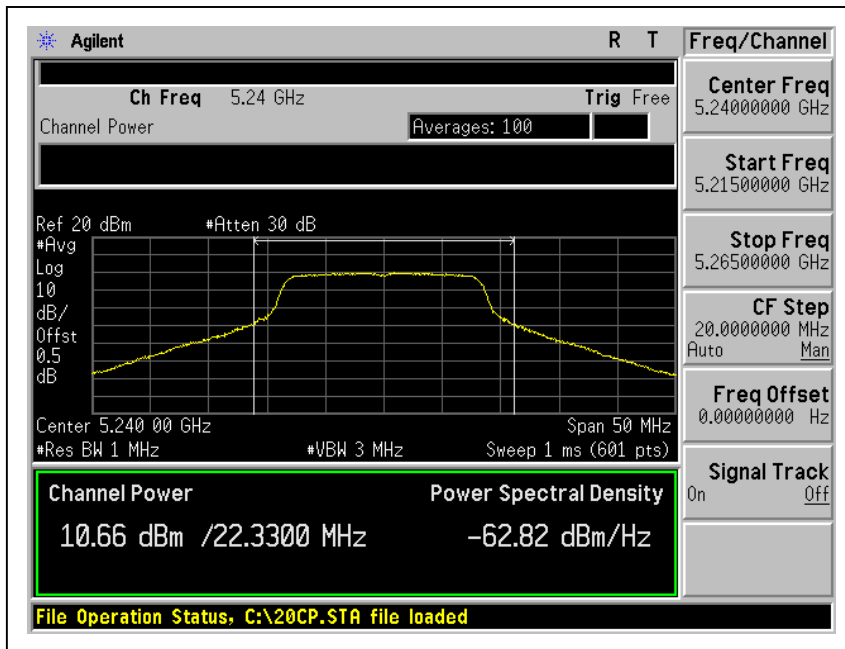 Agilent R T Freq/Channel
Ch Freq 5.24 GHz Trig Free
Channel Power Averages: 100
Center Freq
5.24000000 GHz
Start Freq
5.21500000 GHz
Stop Freq
5.26500000 GHz
CF Step
20.0000000 MHz
Auto Man
Freq Offset
0.00000000 Hz
Signal Track
On Off
Ref 20 dBm #Atten 30 dB
#Avg
Log
10
dB/
Offst
0.5
dB
Center 5.240 00 GHz Span 50 MHz
#Res BW 1 MHz #VBW 3 MHz Sweep 1 ms (601 pts)
Channel Power Power Spectral Density
10.66 dBm /22.3300 MHz -62.82 dBm/Hz
File Operation Status, C:\20CP.STA file loaded